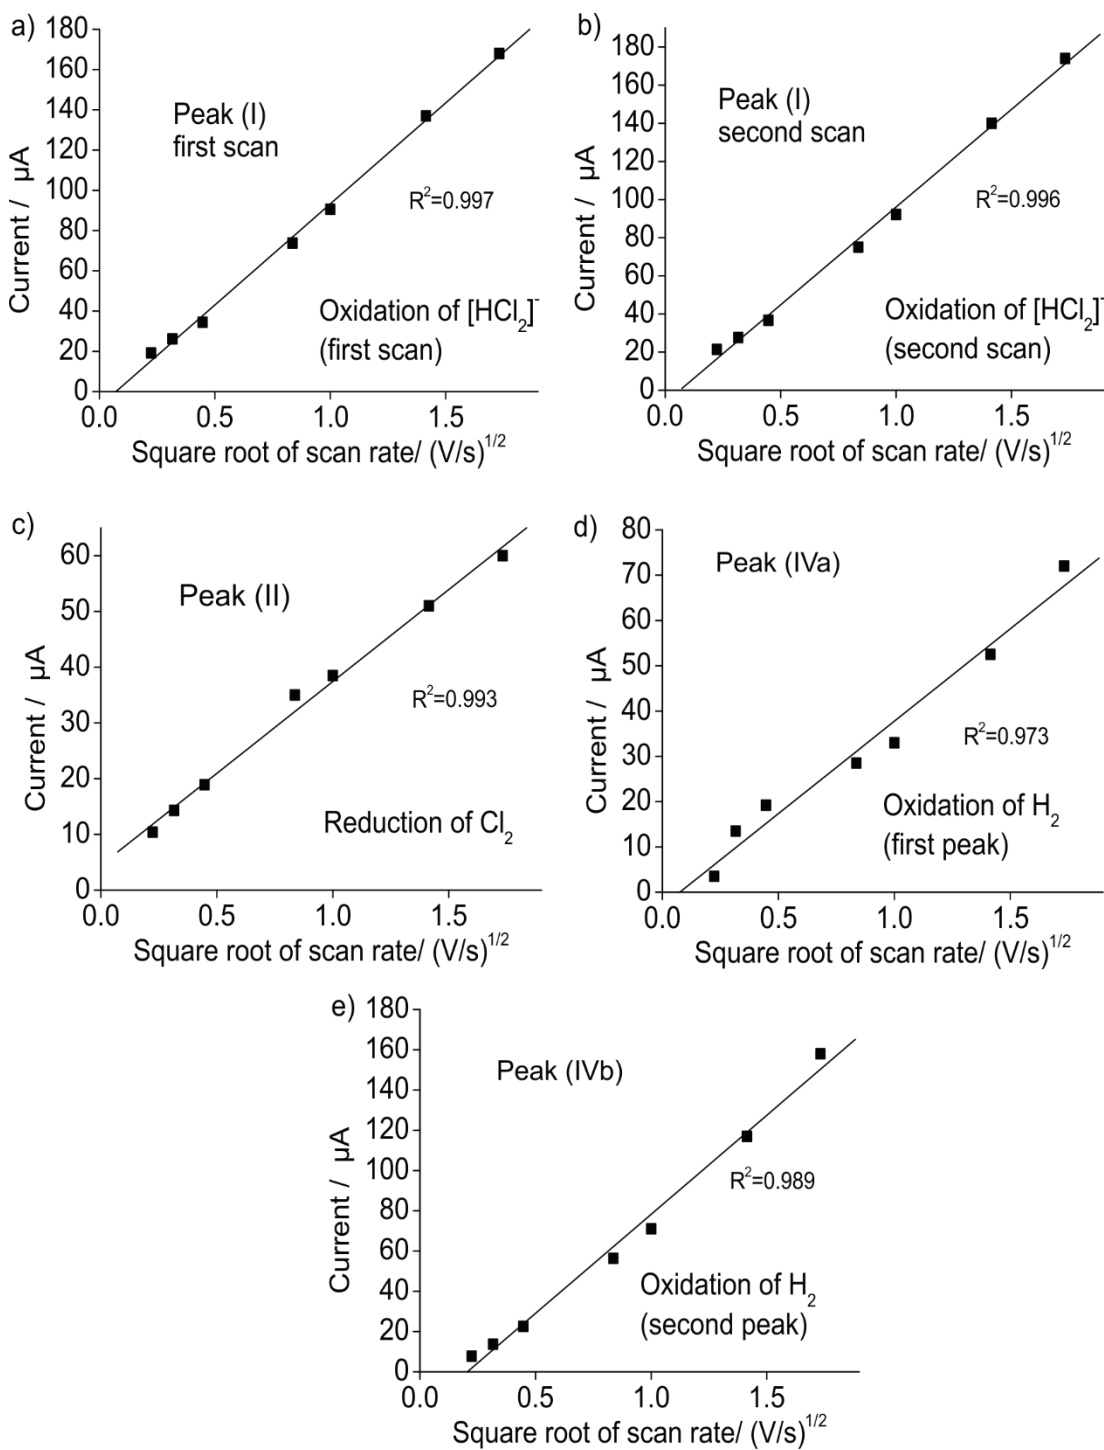 a)
180
160
140
120
100
80
60
40
20
0
Current / µA
Peak (I)
first scan
R²=0.997
Oxidation of [HCl₂]⁻
(first scan)
0.0 0.5 1.0 1.5
Square root of scan rate/ (V/s)^1/2
b)
180
160
140
120
100
80
60
40
20
0
Current / µA
Peak (I)
second scan
R²=0.996
Oxidation of [HCl₂]⁻
(second scan)
0.0 0.5 1.0 1.5
Square root of scan rate/ (V/s)^1/2
c)
60
50
40
30
20
10
0
Current / µA
Peak (II)
R²=0.993
Reduction of Cl₂
0.0 0.5 1.0 1.5
Square root of scan rate/ (V/s)^1/2
d)
80
70
60
50
40
30
20
10
0
Current / µA
Peak (IVa)
R²=0.973
Oxidation of H₂
(first peak)
0.0 0.5 1.0 1.5
Square root of scan rate/ (V/s)^1/2
e)
180
160
140
120
100
80
60
40
20
0
Current / µA
Peak (IVb)
R²=0.989
Oxidation of H₂
(second peak)
0.0 0.5 1.0 1.5
Square root of scan rate/ (V/s)^1/2